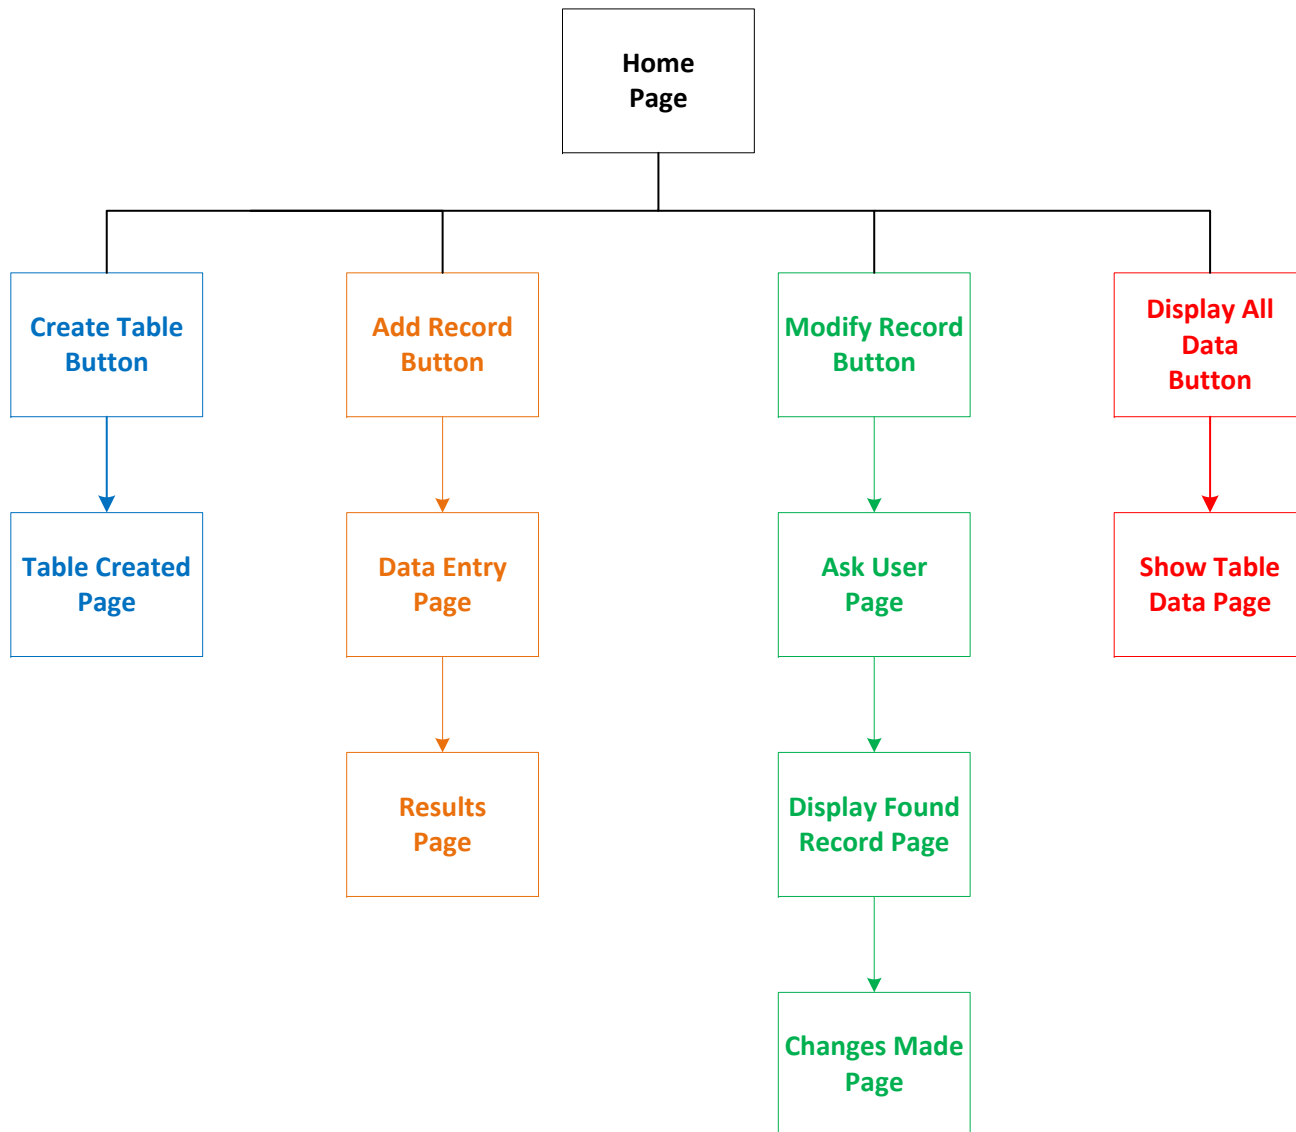 Home
Page
Create Table
Button
Add Record
Button
Modify Record
Button
Display All
Data
Button
Table Created
Page
Data Entry
Page
Ask User
Page
Show Table
Data Page
Results
Page
Display Found
Record Page
Changes Made
Page